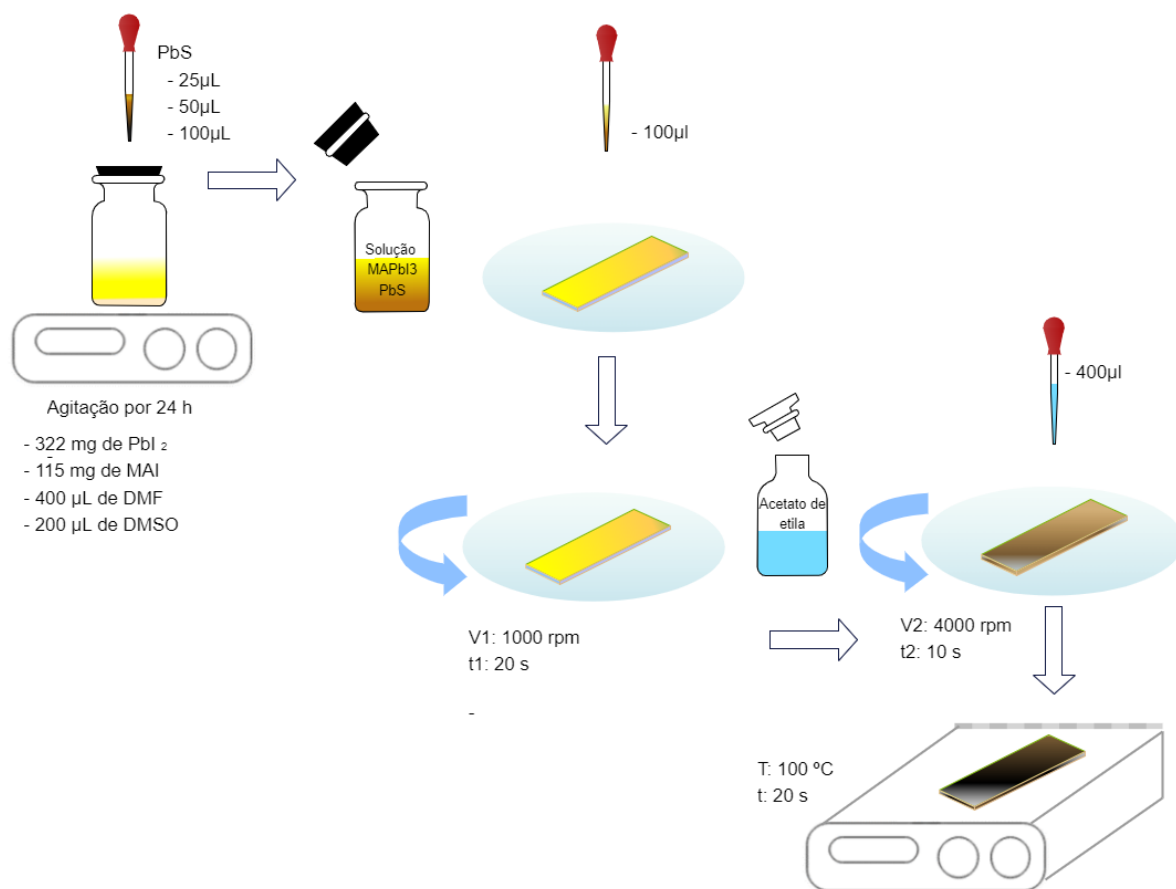 PbS
- 25µL
- 50µL
- 100µL
- 100µl
Solução
MAPbI3
PbS
Agitação por 24 h
- 322 mg de PbI ₂
-
- 115 mg de MAI
- 400 µL de DMF
- 200 µL de DMSO
- 400µl
Acetato de
etila
V1: 1000 rpm
t1: 20 s
-
V2: 4000 rpm
t2: 10 s
T: 100 ºC
t: 20 s